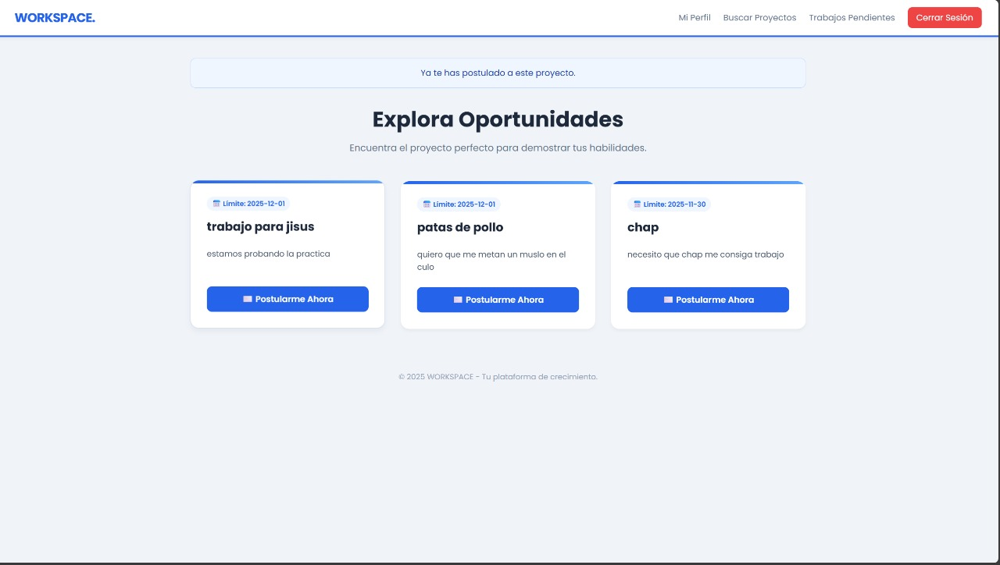 WORKSPACE.
Mi Perfil Buscar Proyectos Trabajos Pendientes Cerrar Sesión
Ya te has postulado a este proyecto.
Explora Oportunidades
Encuentra el proyecto perfecto para demostrar tus habilidades.
Límite: 2025-12-01
trabajo para jisus
estamos probando la practica
Postularme Ahora
Límite: 2025-12-01
patas de pollo
quiero que me metan un muslo en el
culo
Postularme Ahora
Límite: 2025-11-30
chap
necesito que chap me consiga trabajo
Postularme Ahora
© 2025 WORKSPACE - Tu plataforma de crecimiento.